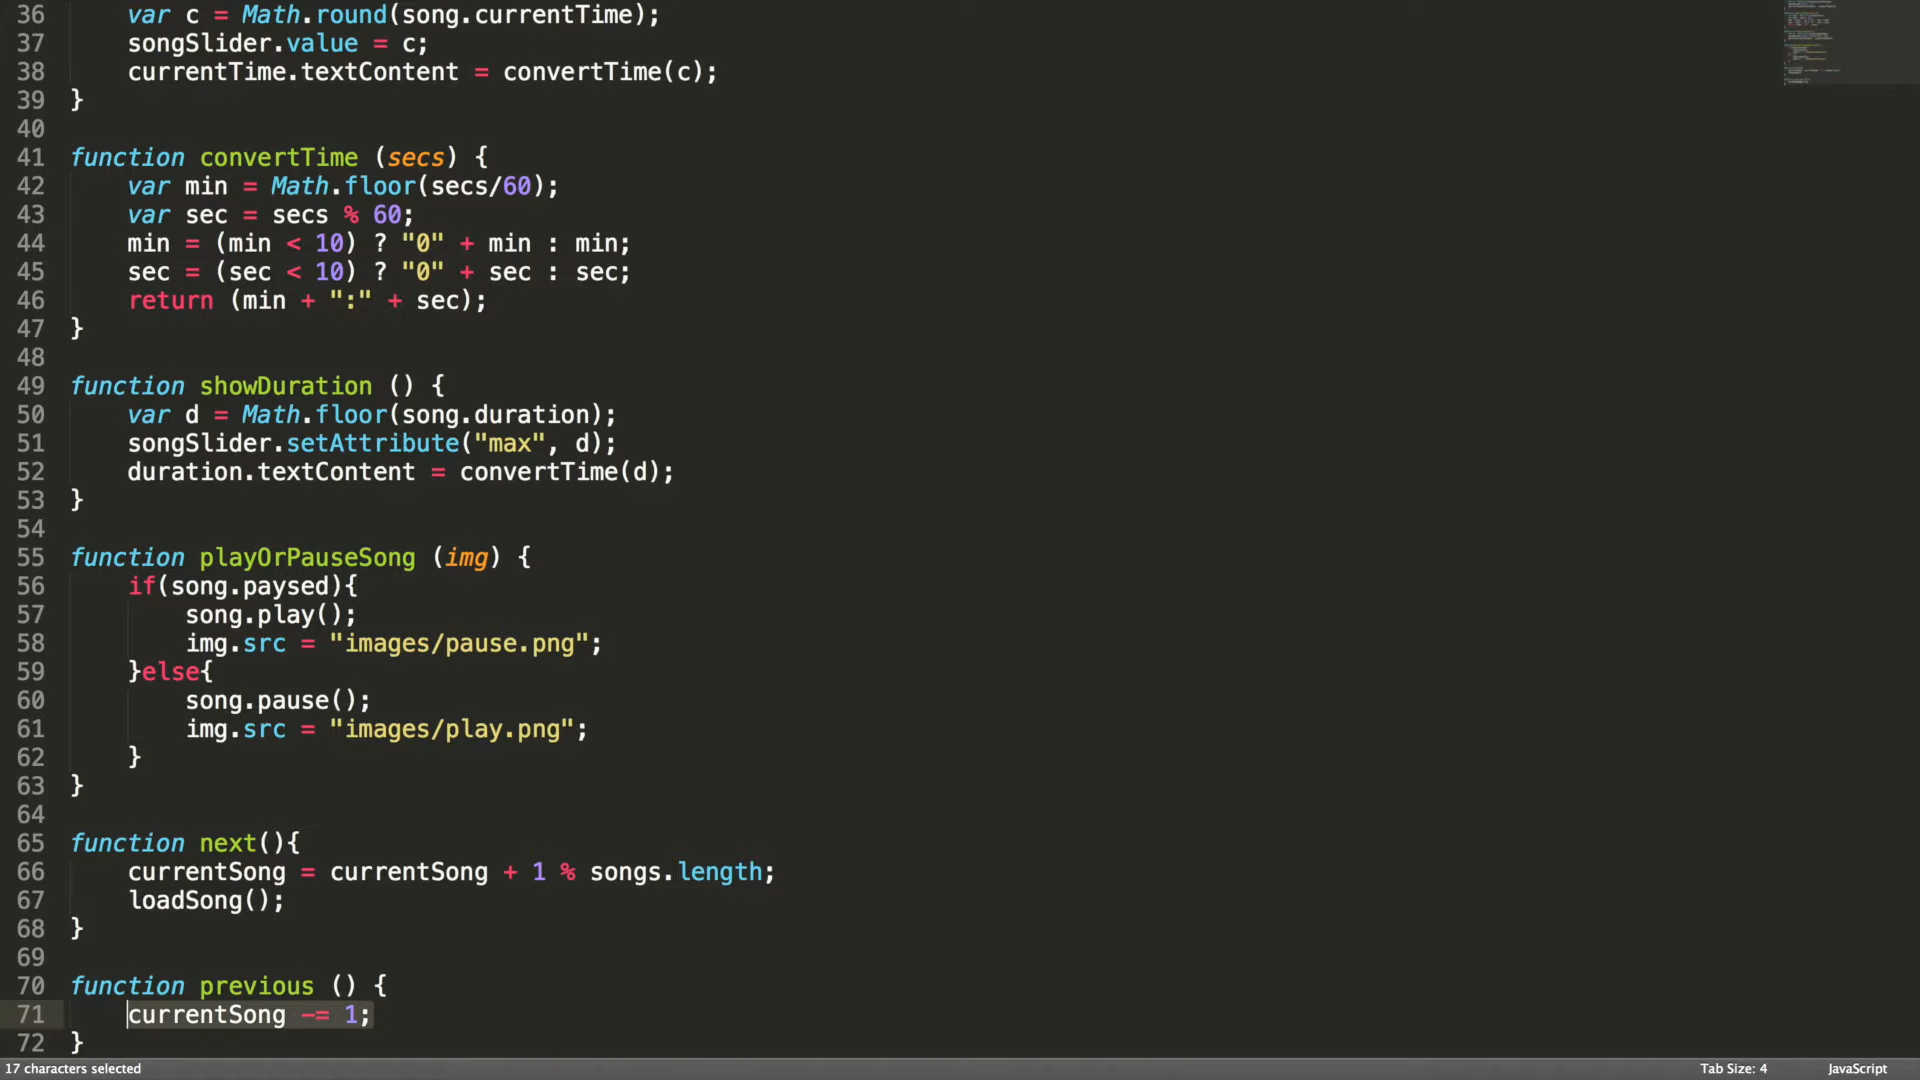 36 var c = Math.round(song.currentTime);
37 songSlider.value = c;
38 currentTime.textContent = convertTime(c);
39 }
40
41 function convertTime (secs) {
42 var min = Math.floor(secs/60);
43 var sec = secs % 60;
44 min = (min < 10) ? "0" + min : min;
45 sec = (sec < 10) ? "0" + sec : sec;
46 return (min + ":" + sec);
47 }
48
49 function showDuration () {
50 var d = Math.floor(song.duration);
51 songSlider.setAttribute("max", d);
52 duration.textContent = convertTime(d);
53 }
54
55 function playOrPauseSong (img) {
56 if(song.paysed){
57 song.play();
58 img.src = "images/pause.png";
59 }else{
60 song.pause();
61 img.src = "images/play.png";
62 }
63 }
64
65 function next(){
66 currentSong = currentSong + 1 % songs.length;
67 loadSong();
68 }
69
70 function previous () {
71 currentSong -= 1;
72 }
17 characters selected Tab Size: 4 JavaScript